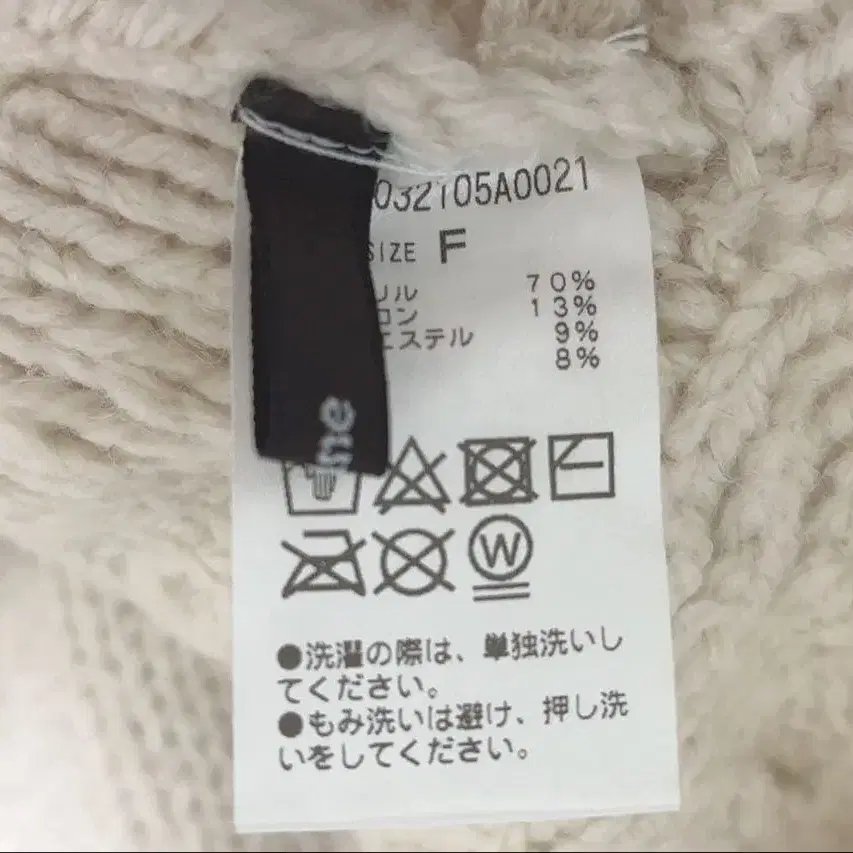 032105A0021
SIZE F
リル 70%
ロン 13%
エステル 9%
8%
ne
W
●洗濯の際は、単独洗いし
てください。
●もみ洗いは避け、押し洗
いをしてください。